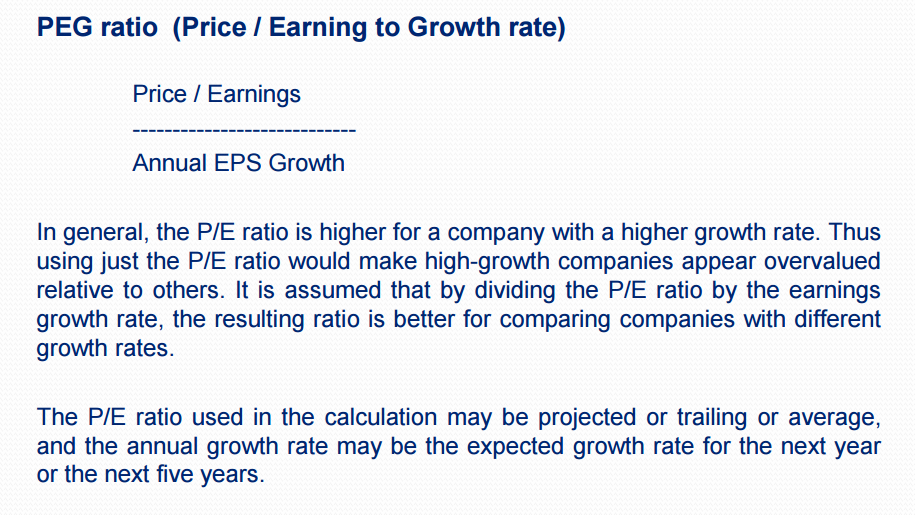 PEG ratio  (Price / Earning to Growth rate)
Price / Earnings
----------------------------
Annual EPS Growth
In general, the P/E ratio is higher for a company with a higher growth rate. Thus
using just the P/E ratio would make high-growth companies appear overvalued
relative to others. It is assumed that by dividing the P/E ratio by the earnings
growth rate, the resulting ratio is better for comparing companies with different
growth rates.
The P/E ratio used in the calculation may be projected or trailing or average,
and the annual growth rate may be the expected growth rate for the next year
or the next five years.